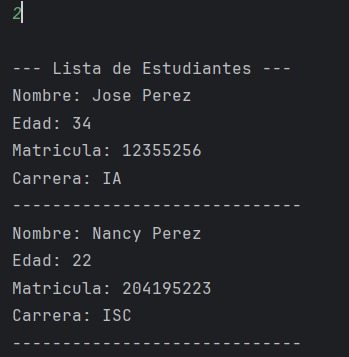 2
--- Lista de Estudiantes ---
Nombre: Jose Perez
Edad: 34
Matricula: 12355256
Carrera: IA
-----------------------------
Nombre: Nancy Perez
Edad: 22
Matricula: 204195223
Carrera: ISC
-----------------------------